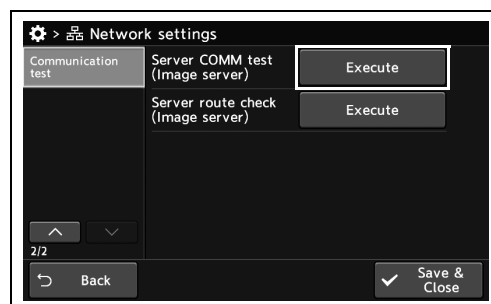 > Network settings
Communication
test
Server COMM test
(Image server)
Execute
Server route check
(Image server)
Execute
2/2
Back
Save &
Close